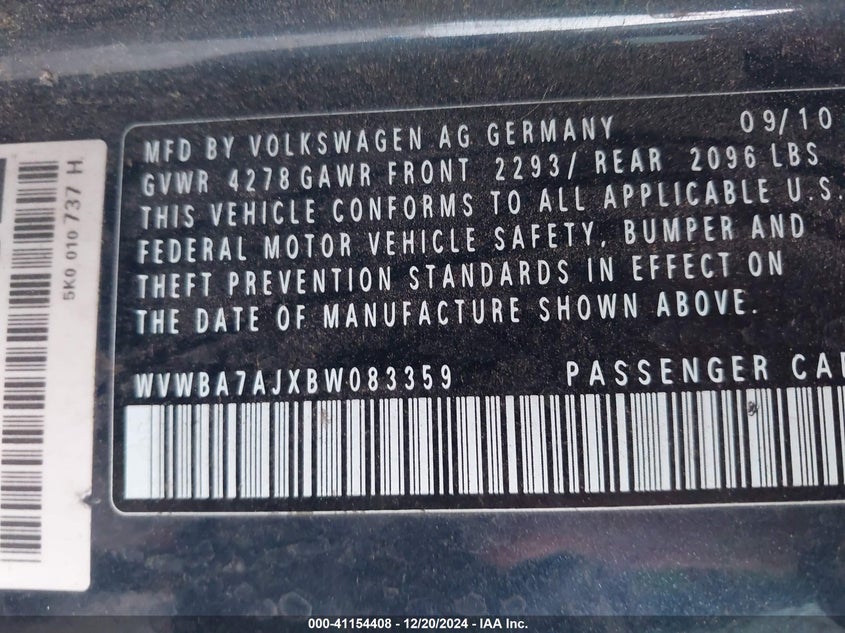 MFD BY VOLKSWAGEN AG GERMANY 09/10
GVWR 4278 GAWR FRONT 2293/ REAR 2096 LBS
THIS VEHICLE CONFORMS TO ALL APPLICABLE U.S.
FEDERAL MOTOR VEHICLE SAFETY, BUMPER AND
THEFT PREVENTION STANDARDS IN EFFECT ON
THE DATE OF MANUFACTURE SHOWN ABOVE.
WVWBA7AJXBW083359 PASSENGER CAR
5K0 010 737 H
000-41154408 - 12/20/2024 - IAA Inc.